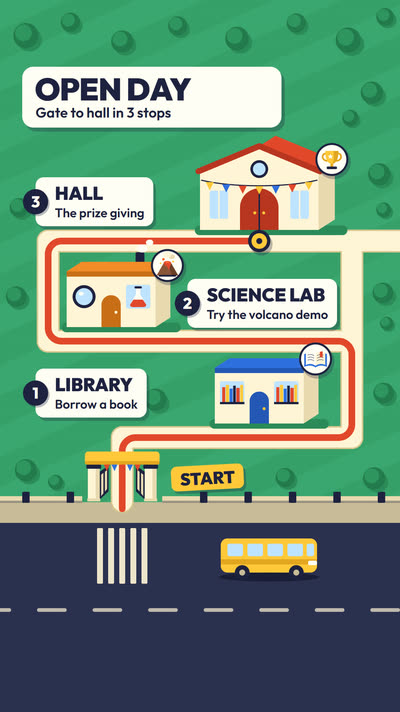 OPEN DAY
Gate to hall in 3 stops
3
HALL
The prize giving
2
SCIENCE LAB
Try the volcano demo
1
LIBRARY
Borrow a book
START